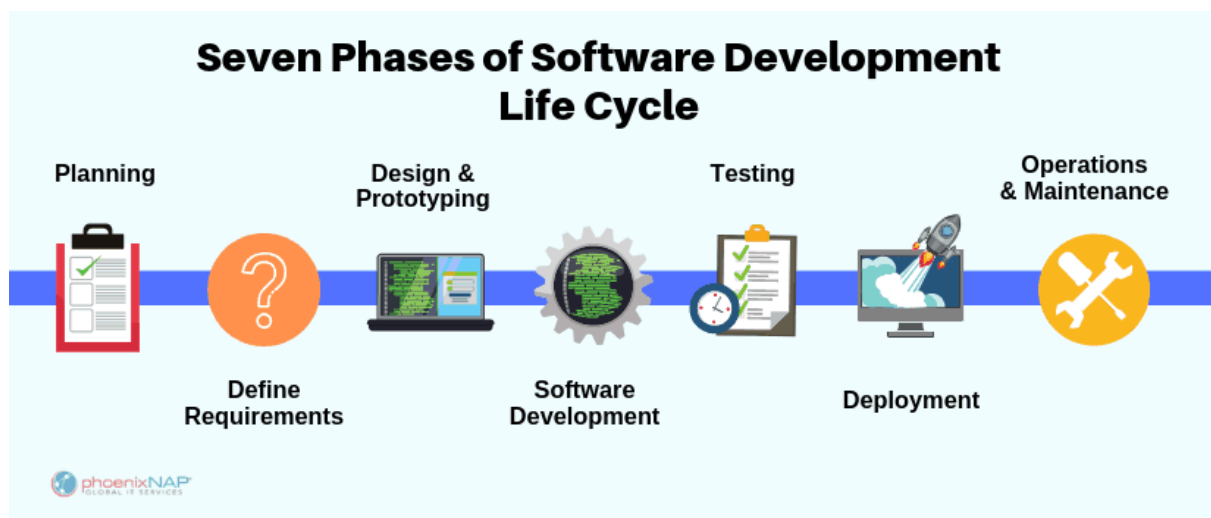 Seven Phases of Software Development
Life Cycle
Planning
Define
Requirements
Design &
Prototyping
Software
Development
Testing
Deployment
Operations
& Maintenance
phoenixNAP
GLOBAL IT SERVICES